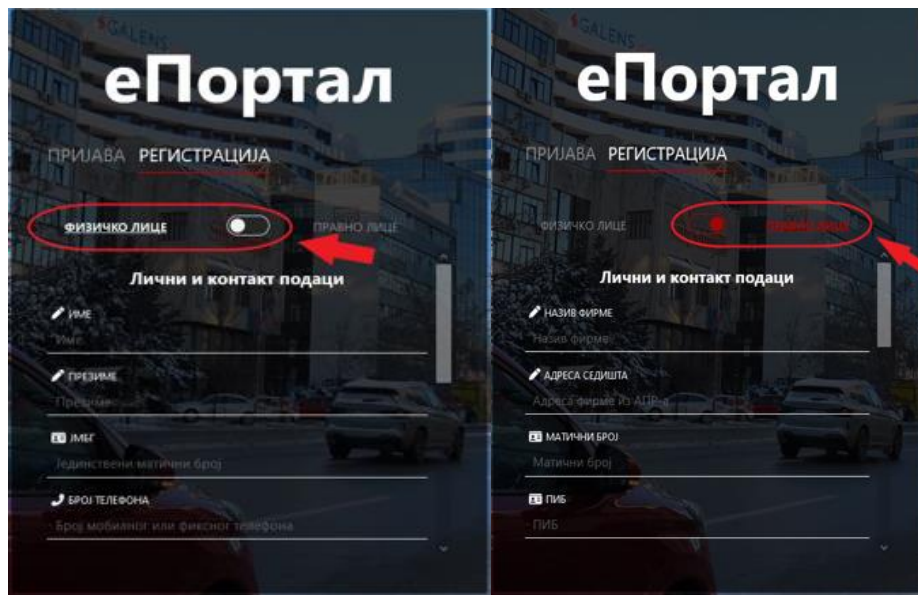 GALENS
еПортал
ПРИЈАВА РЕГИСТРАЦИЈА
ФИЗИЧКО ЛИЦЕ ПРАВНО ЛИЦЕ
Лични и контакт подаци
ИМЕ
Име
ПРЕЗИМЕ
Презиме
ЈМБГ
Јединствени матични број
БРОЈ ТЕЛЕФОНА
Број мобилног или фиксног телефона
GALENS
еПортал
ПРИЈАВА РЕГИСТРАЦИЈА
ФИЗИЧКО ЛИЦЕ ПРАВНО ЛИЦЕ
Лични и контакт подаци
НАЗИВ ФИРМЕ
Назив фирме
АДРЕСА СЕДИШТА
Адреса фирме из АПР-а
МАТИЧНИ БРОЈ
Матични број
ПИБ
ПИБ